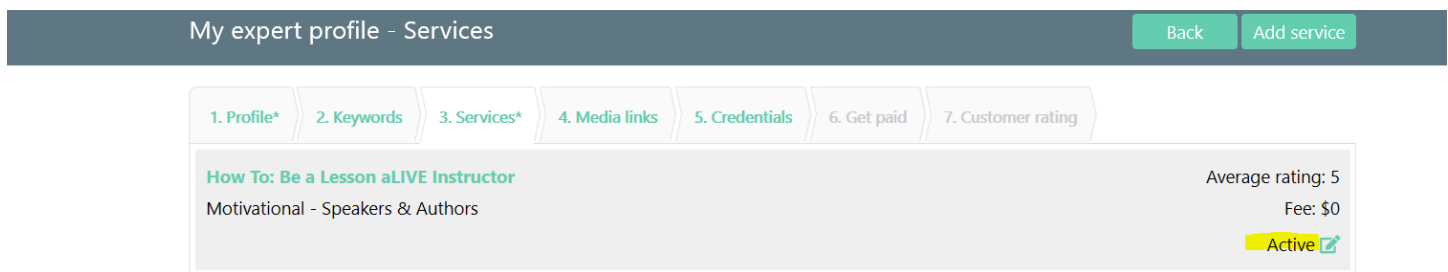 My expert profile - Services
Back
Add service
1. Profile*
2. Keywords
3. Services*
4. Media links
5. Credentials
6. Get paid
7. Customer rating
How To: Be a Lesson aLIVE Instructor
Average rating: 5
Motivational - Speakers & Authors
Fee: $0
Active